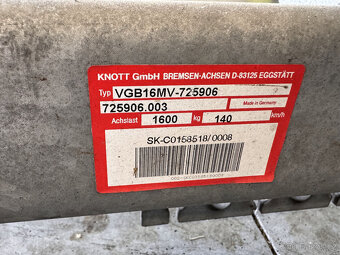 KNOTT GmbH BREMSEN-ACHSEN D-83125 EGGSTÄTT
Typ VGB16MV-725906
725906.003 Made in Germany
Achslast 1600 kg 140 km/h
SK-C0158518/0008